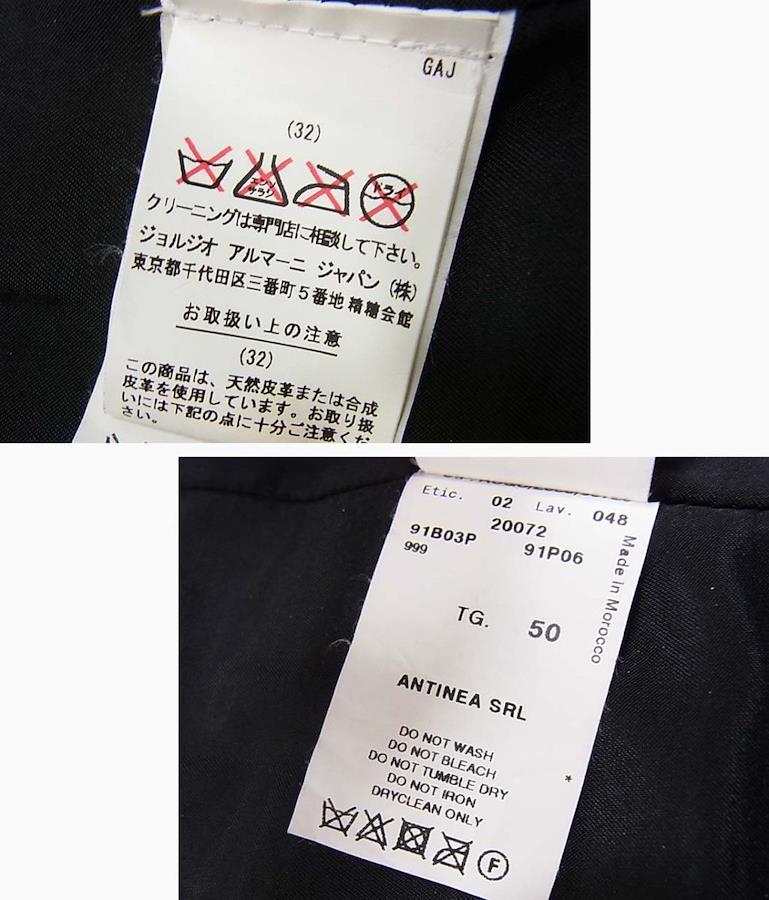 GAJ
(32)
エンソ
サラシ
ドライ
クリーニングは専門店に相談して下さい。
ジョルジオ アルマーニ ジャパン(株)
東京都千代田区三番町5番地 精糖会館
お取扱い上の注意
(32)
この商品は、天然皮革または合成
皮革を使用しています。お取り扱
いには下記の点に十分ご注意くだ
さい。
Etic. 02 Lav. 048
20072
91B03P 91P06
999
Made in Morocco
TG. 50
ANTINEA SRL
DO NOT WASH
DO NOT BLEACH
DO NOT TUMBLE DRY
DO NOT IRON
DRYCLEAN ONLY
*
F